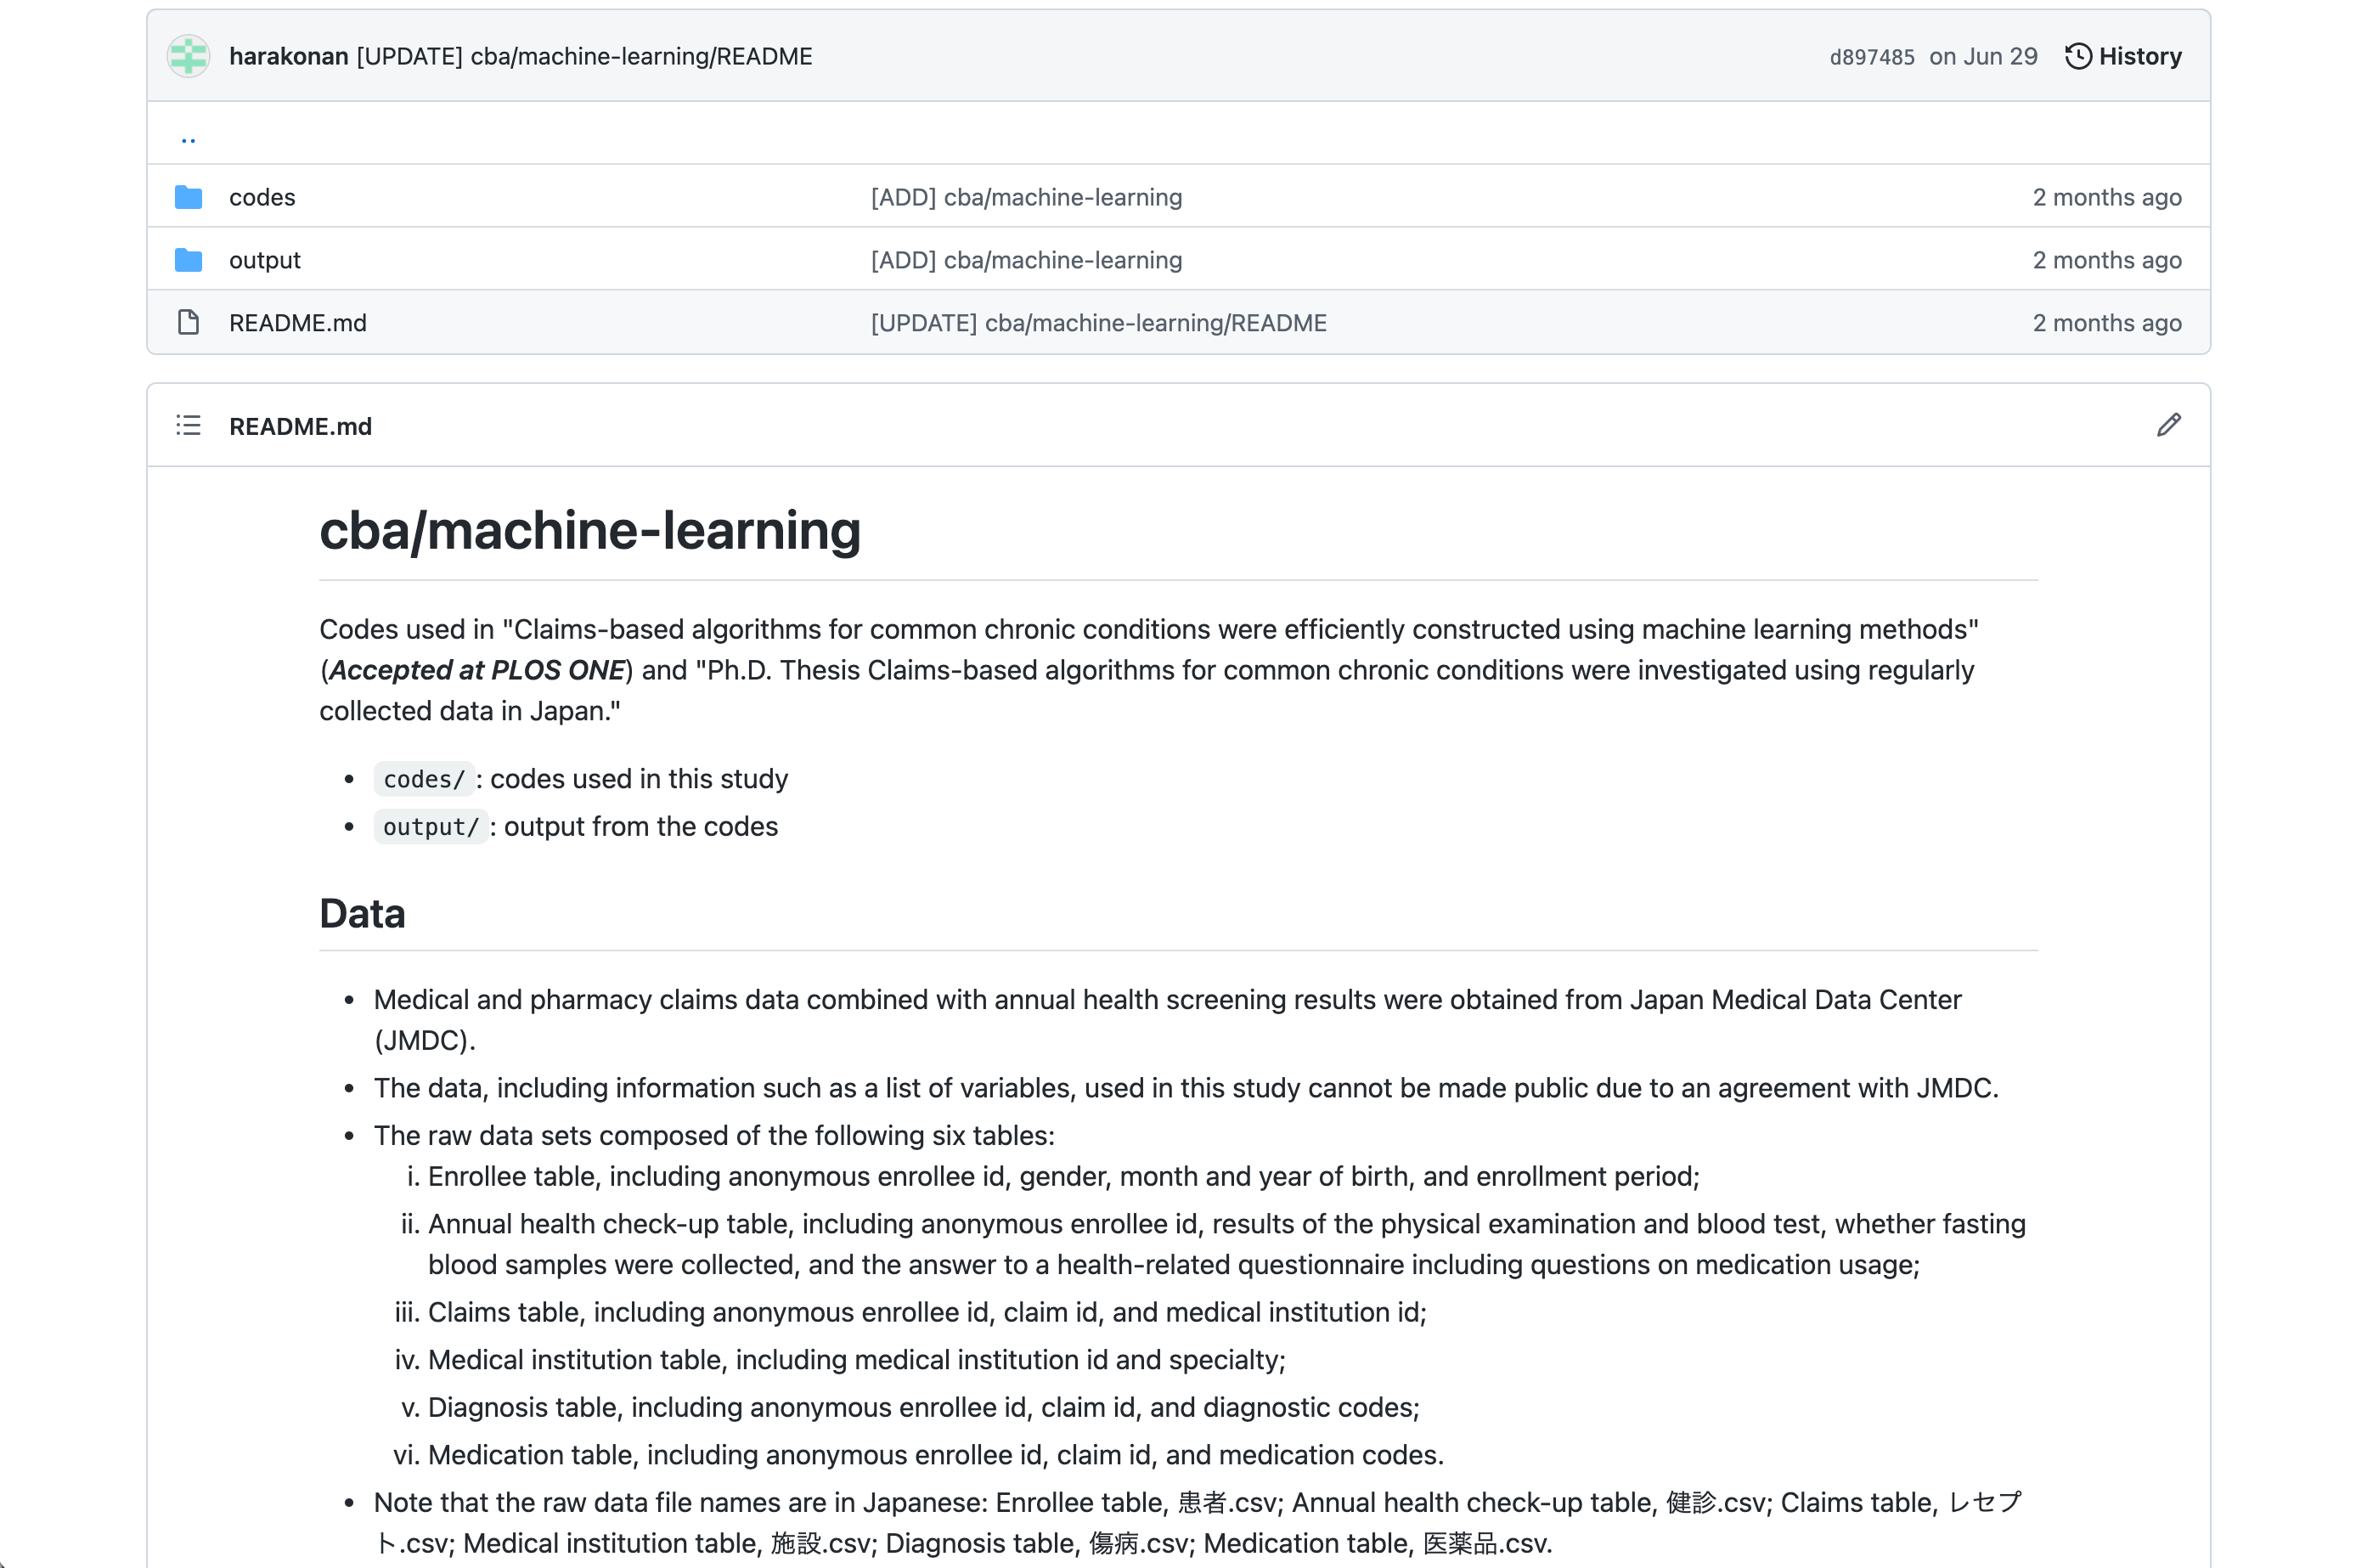 harakonan [UPDATE] cba/machine-learning/README d897485 on Jun 29 History
..
codes [ADD] cba/machine-learning 2 months ago
output [ADD] cba/machine-learning 2 months ago
README.md [UPDATE] cba/machine-learning/README 2 months ago
README.md
cba/machine-learning
Codes used in "Claims-based algorithms for common chronic conditions were efficiently constructed using machine learning methods"
(Accepted at PLOS ONE) and "Ph.D. Thesis Claims-based algorithms for common chronic conditions were investigated using regularly
collected data in Japan."
• codes/ : codes used in this study
• output/ : output from the codes
Data
• Medical and pharmacy claims data combined with annual health screening results were obtained from Japan Medical Data Center
(JMDC).
• The data, including information such as a list of variables, used in this study cannot be made public due to an agreement with JMDC.
• The raw data sets composed of the following six tables:
i. Enrollee table, including anonymous enrollee id, gender, month and year of birth, and enrollment period;
ii. Annual health check-up table, including anonymous enrollee id, results of the physical examination and blood test, whether fasting
blood samples were collected, and the answer to a health-related questionnaire including questions on medication usage;
iii. Claims table, including anonymous enrollee id, claim id, and medical institution id;
iv. Medical institution table, including medical institution id and specialty;
v. Diagnosis table, including anonymous enrollee id, claim id, and diagnostic codes;
vi. Medication table, including anonymous enrollee id, claim id, and medication codes.
• Note that the raw data file names are in Japanese: Enrollee table, 患者.csv; Annual health check-up table, 健診.csv; Claims table, レセプ
ト.csv; Medical institution table, 施設.csv; Diagnosis table, 傷病.csv; Medication table, 医薬品.csv.